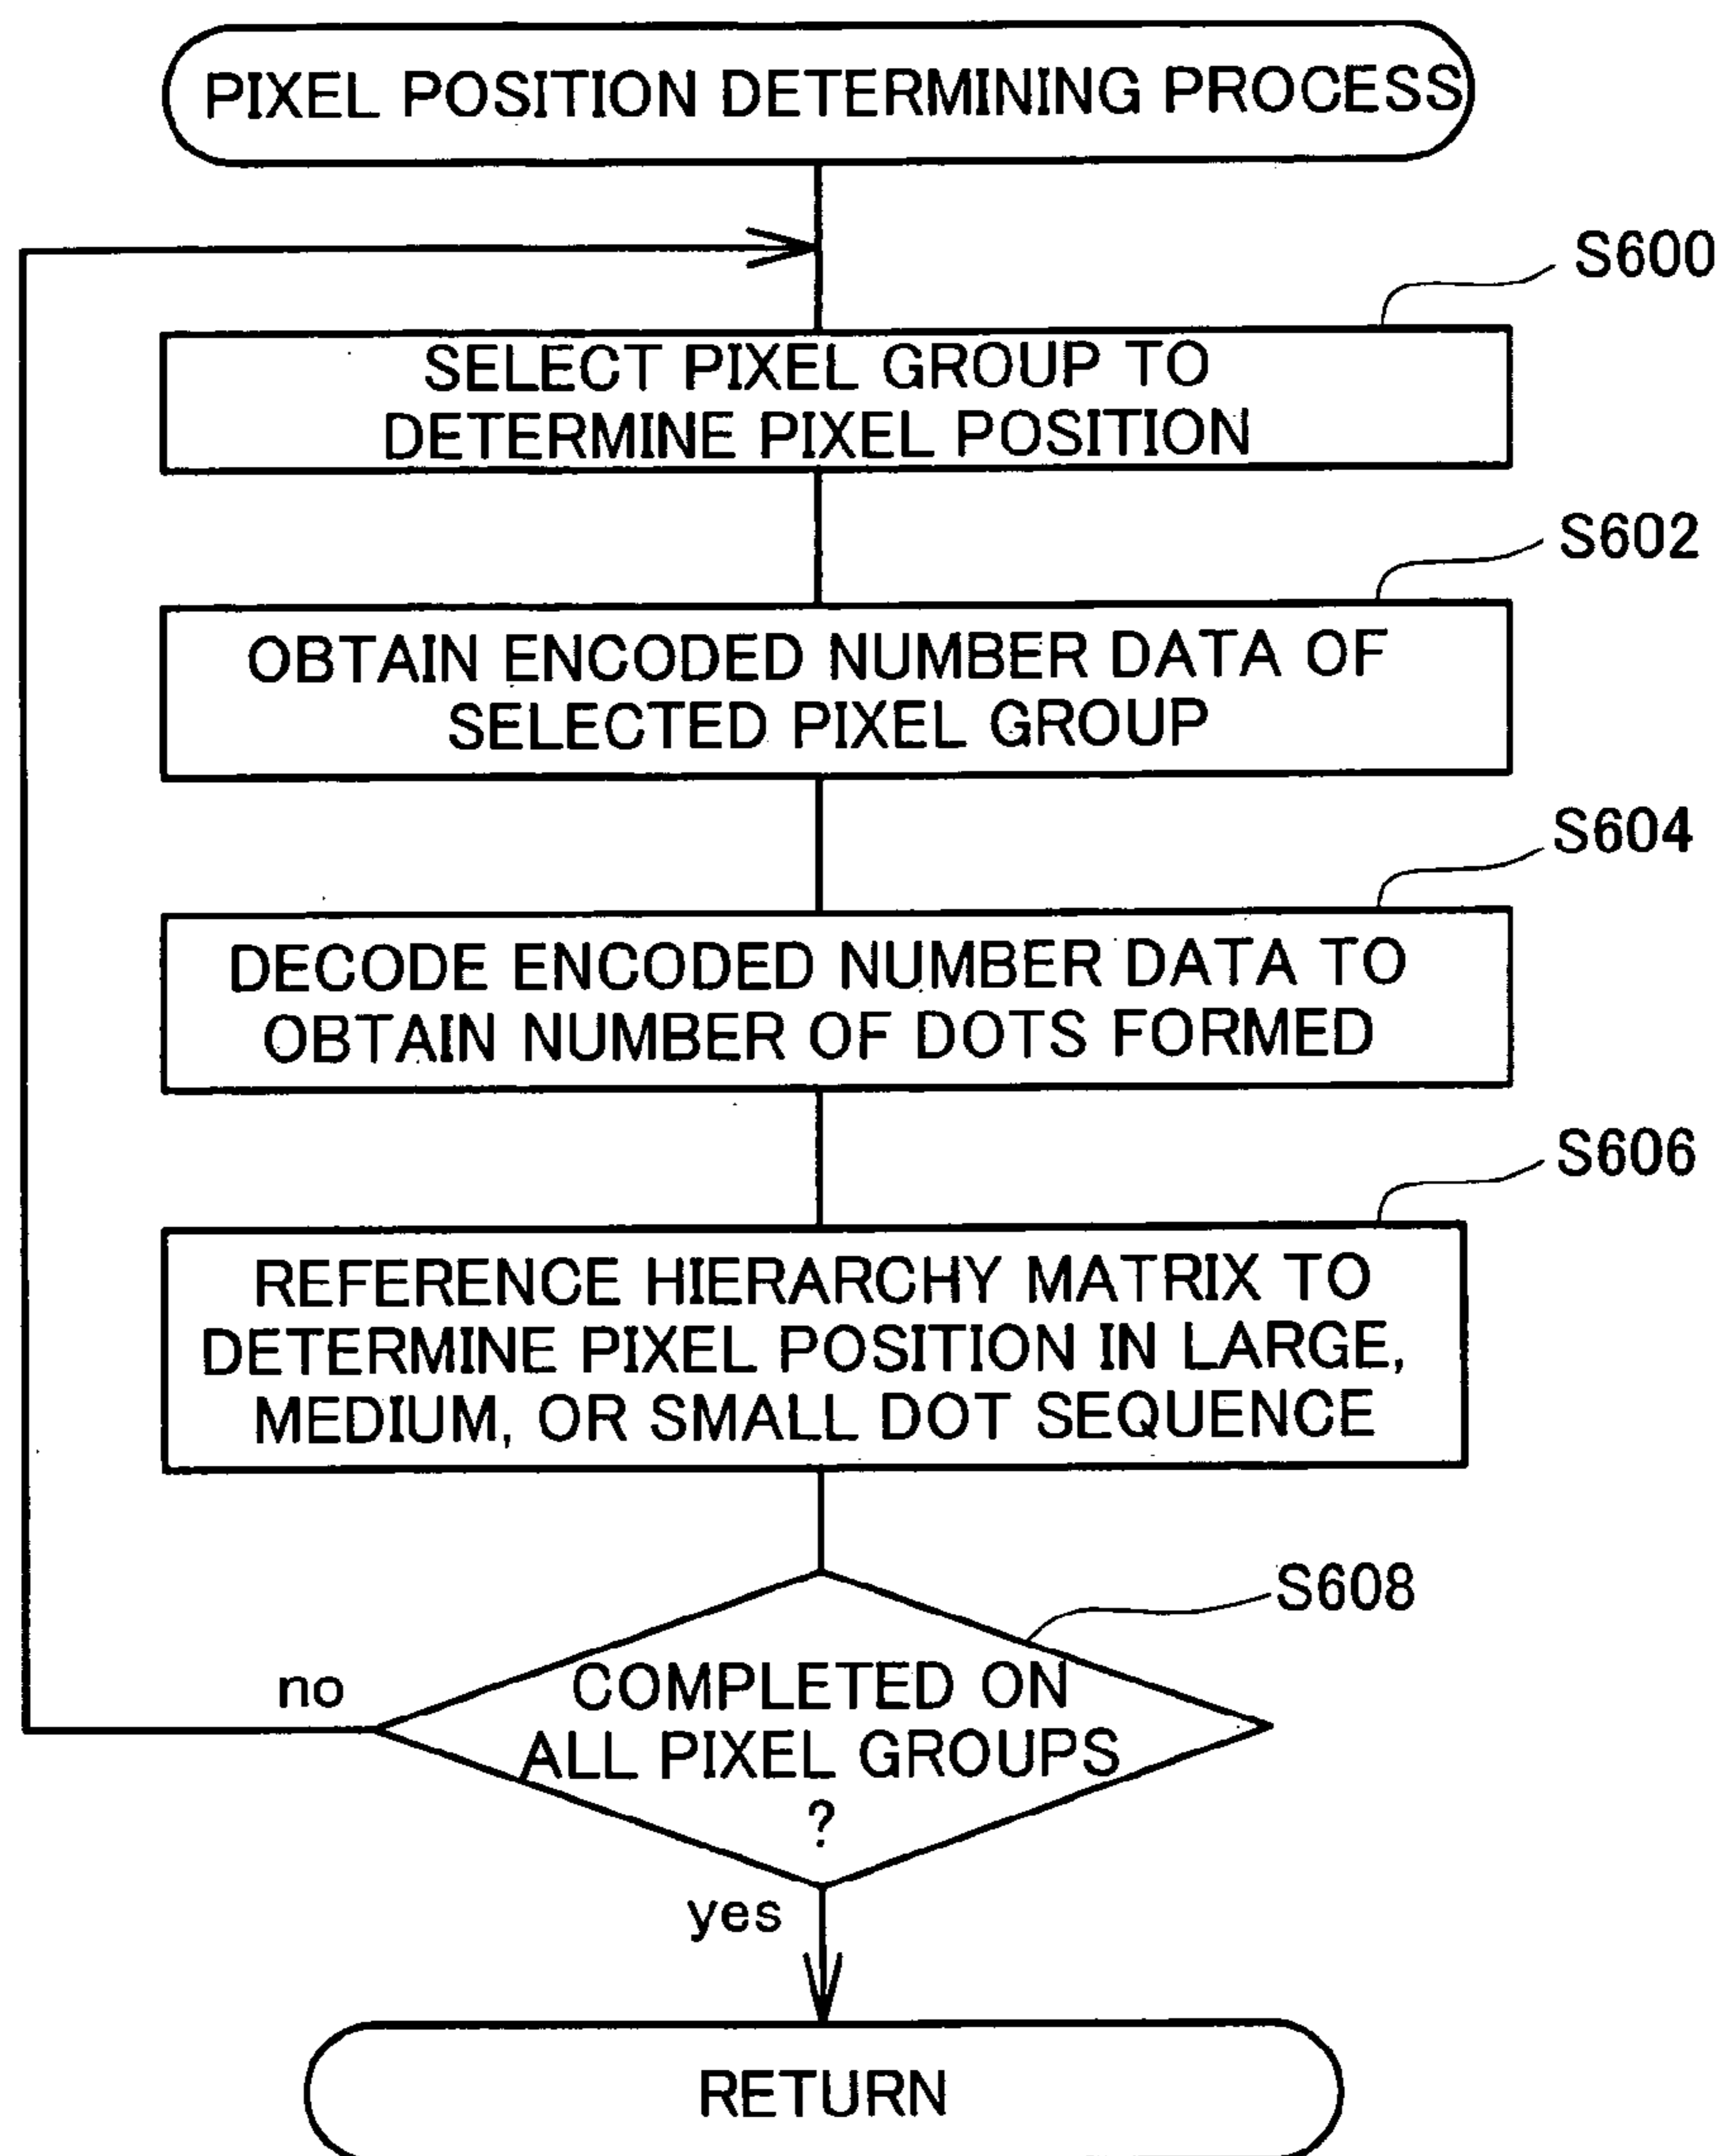 PIXEL POSITION DETERMINING PROCESS
S600
SELECT PIXEL GROUP TO
DETERMINE PIXEL POSITION
S602
OBTAIN ENCODED NUMBER DATA OF
SELECTED PIXEL GROUP
S604
DECODE ENCODED NUMBER DATA TO
OBTAIN NUMBER OF DOTS FORMED
S606
REFERENCE HIERARCHY MATRIX TO
DETERMINE PIXEL POSITION IN LARGE,
MEDIUM, OR SMALL DOT SEQUENCE
S608
no
COMPLETED ON
ALL PIXEL GROUPS
?
yes
RETURN